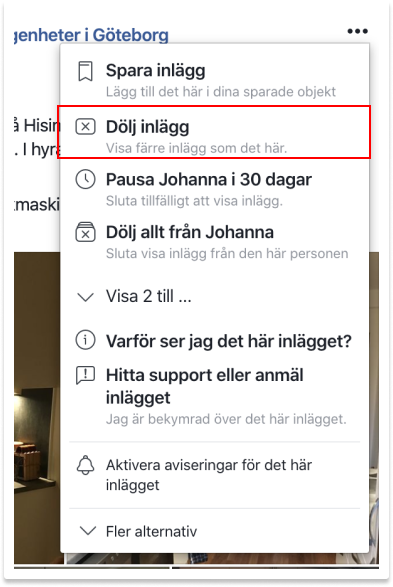 genheter i Göteborg
Spara inlägg
Lägg till det här i dina sparade objekt
å Hisin
Dölj inlägg
Visa färre inlägg som det här.
. I hyra
Pausa Johanna i 30 dagar
Sluta tillfälligt att visa inlägg.
tmaski
Dölj allt från Johanna
Sluta visa inlägg från den här personen
Visa 2 till ...
Varför ser jag det här inlägget?
Hitta support eller anmäl
inlägget
Jag är bekymrad över det här inlägget.
Aktivera aviseringar för det här
inlägget
Fler alternativ